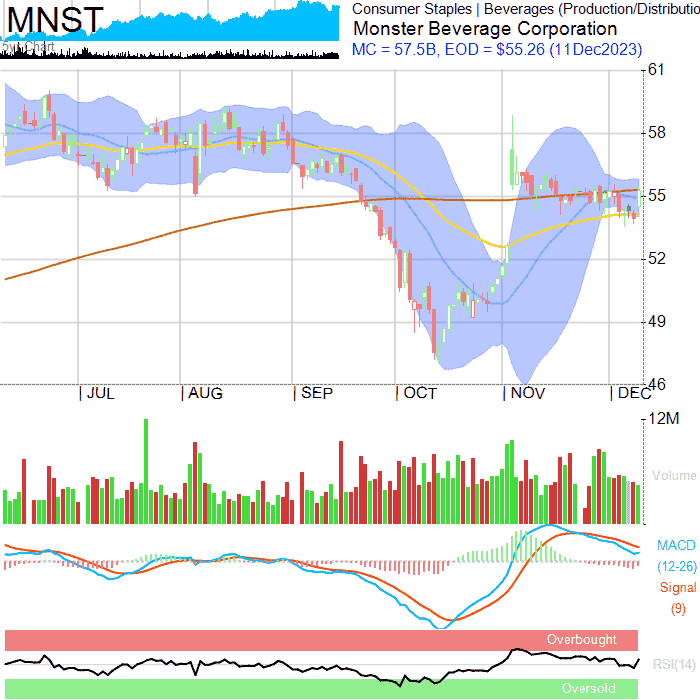 MNST
5yr Chart
Consumer Staples | Beverages (Production/Distributio
Monster Beverage Corporation
MC = 57.5B, EOD = $55.26 (11Dec2023)
61
58
55
52
49
46
JUL AUG SEP OCT NOV DEC
12M
Volume
MACD
(12-26)
Signal
(9)
Overbought
RSI(14)
Oversold